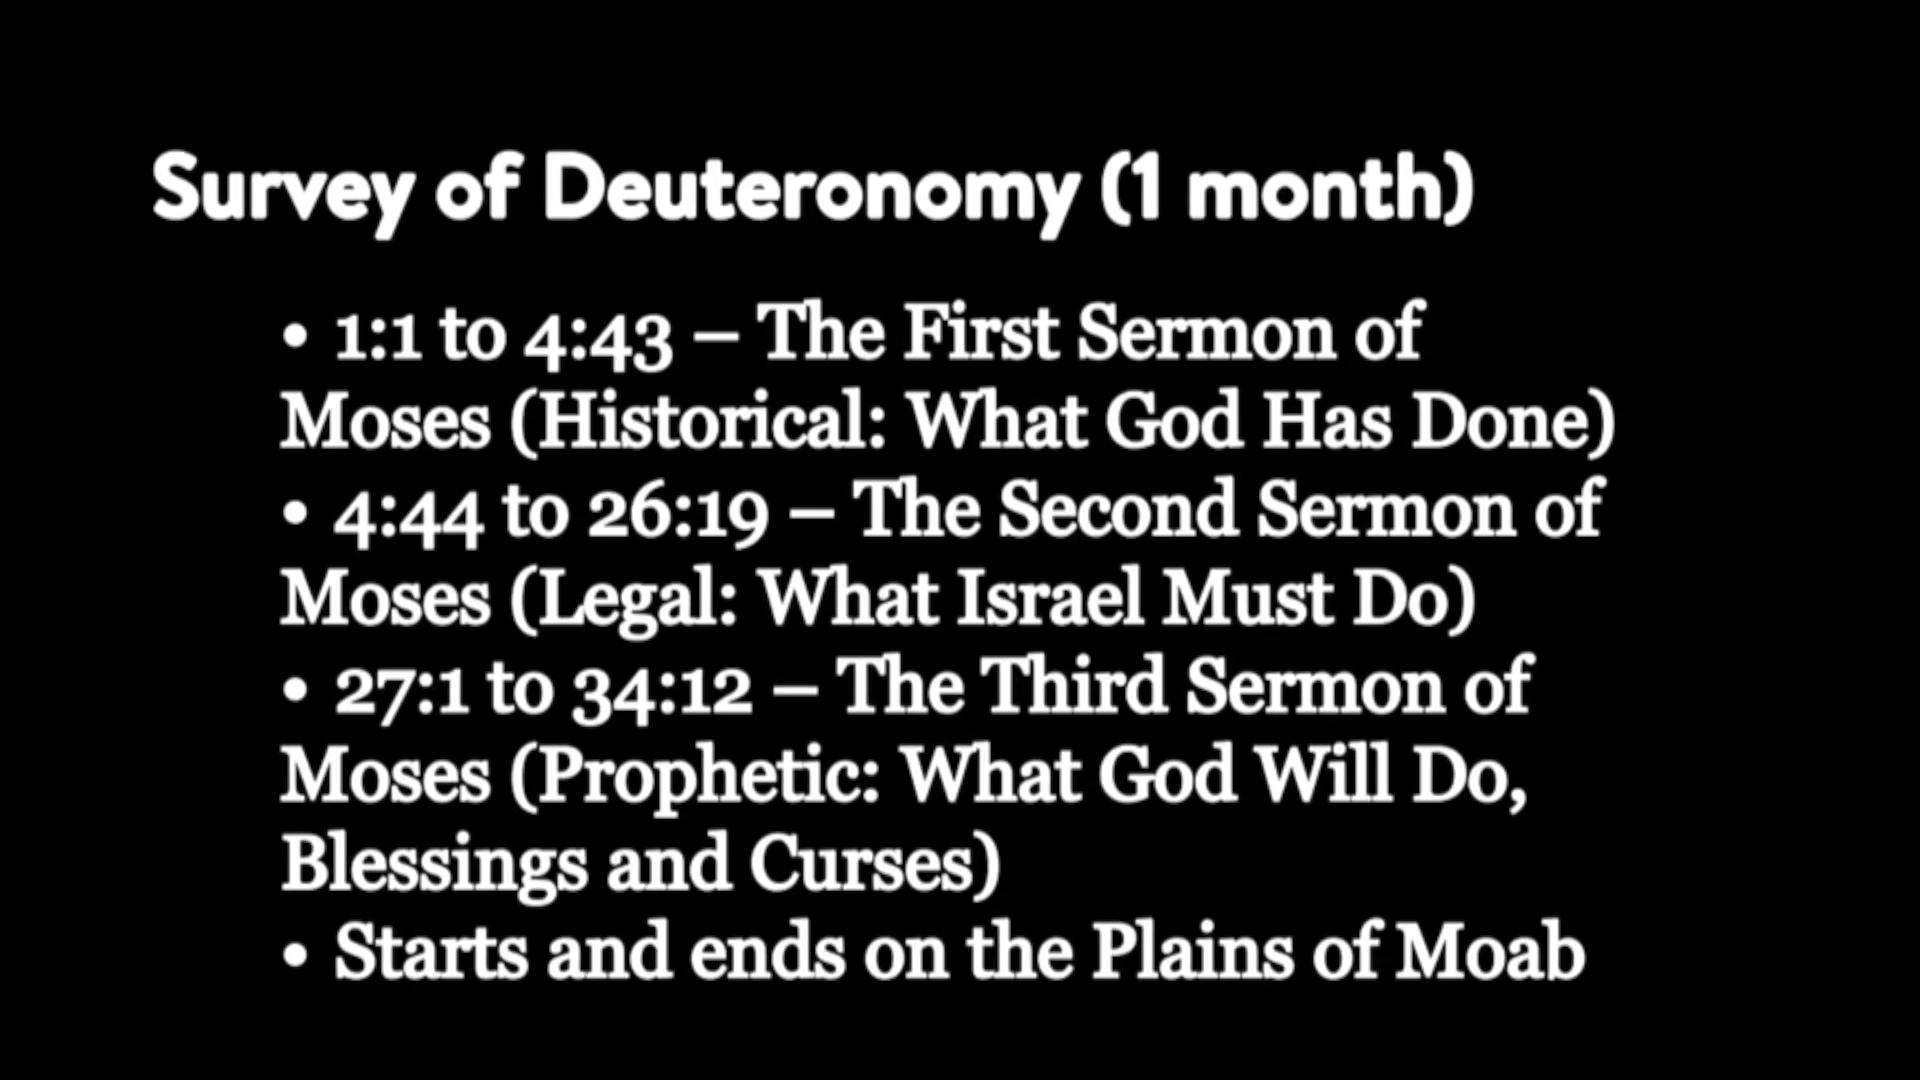 Survey of Deuteronomy (1 month)
• 1:1 to 4:43 – The First Sermon of
Moses (Historical: What God Has Done)
• 4:44 to 26:19 – The Second Sermon of
Moses (Legal: What Israel Must Do)
• 27:1 to 34:12 – The Third Sermon of
Moses (Prophetic: What God Will Do,
Blessings and Curses)
• Starts and ends on the Plains of Moab